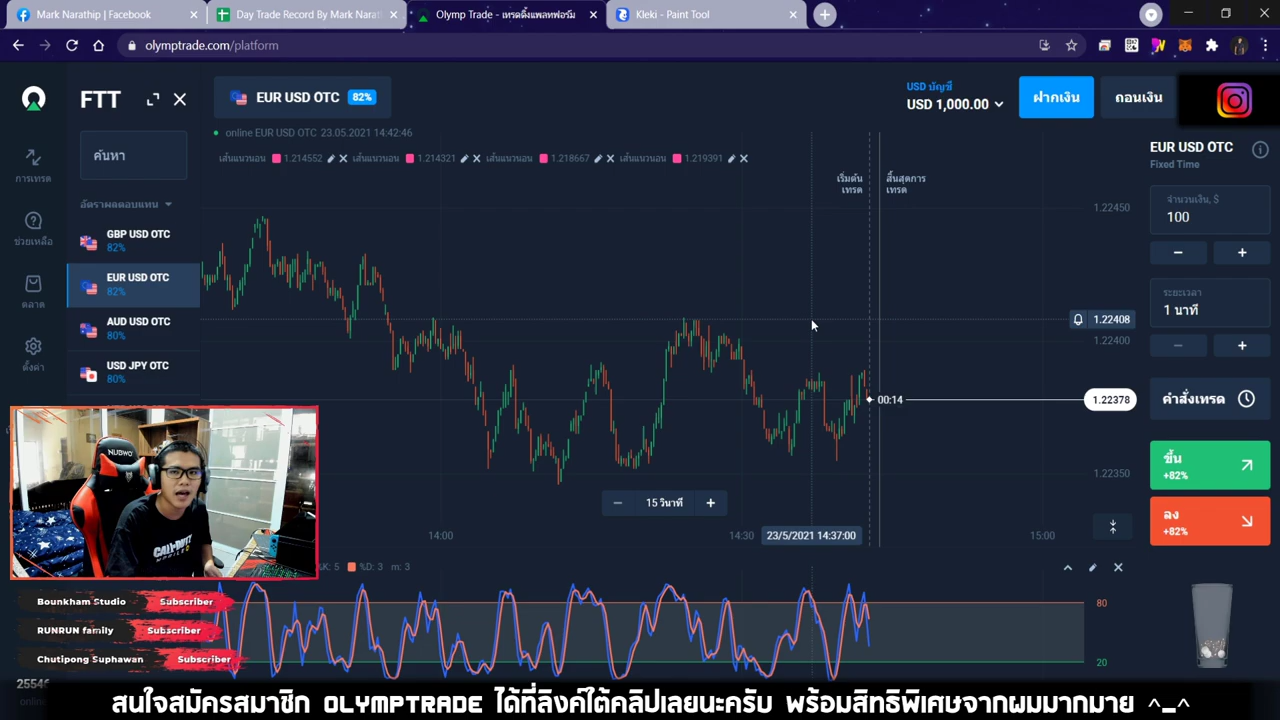 Mark Narathip | Facebook
Day Trade Record By Mark Narat
Olymp Trade - เทรดดิ้งแพลทฟอร์ม
Kleki - Paint Tool
olymptrade.com/platform
FTT
EUR USD OTC 82%
USD บัญชี
USD 1,000.00
ฝากเงิน
ถอนเงิน
online EUR USD OTC 23.05.2021 14:42:46
เส้นแนวนอน 1.214552 เส้นแนวนอน 1.214321 เส้นแนวนอน 1.218667 เส้นแนวนอน 1.219391
การเทรด
ช่วยเหลือ
ตลาด
ตั้งค่า
ค้นหา
อัตราผลตอบแทน
GBP USD OTC
82%
EUR USD OTC
82%
AUD USD OTC
80%
USD JPY OTC
80%
เริ่มต้น
เทรด
สิ้นสุดการ
เทรด
1.22450
1.22408
1.22400
00:14
1.22378
1.22350
15 วินาที
14:00
14:30
23/5/2021 14:37:00
15:00
EUR USD OTC
Fixed Time
จำนวนเงิน, $
100
ระยะเวลา
1 นาที
คำสั่งเทรด
ขึ้น
+82%
ลง
+82%
K: 5 %D: 3 m: 3
80
20
NUBWO
CALL OF DUTY
Bounkham Studio Subscriber
RUNRUN family Subscriber
Chutipong Suphawan Subscriber
สนใจสมัครสมาชิก OLYMPTRADE ได้ที่ลิงค์ใต้คลิปเลยนะครับ พร้อมสิทธิพิเศษจากผมมากมาย ^_^